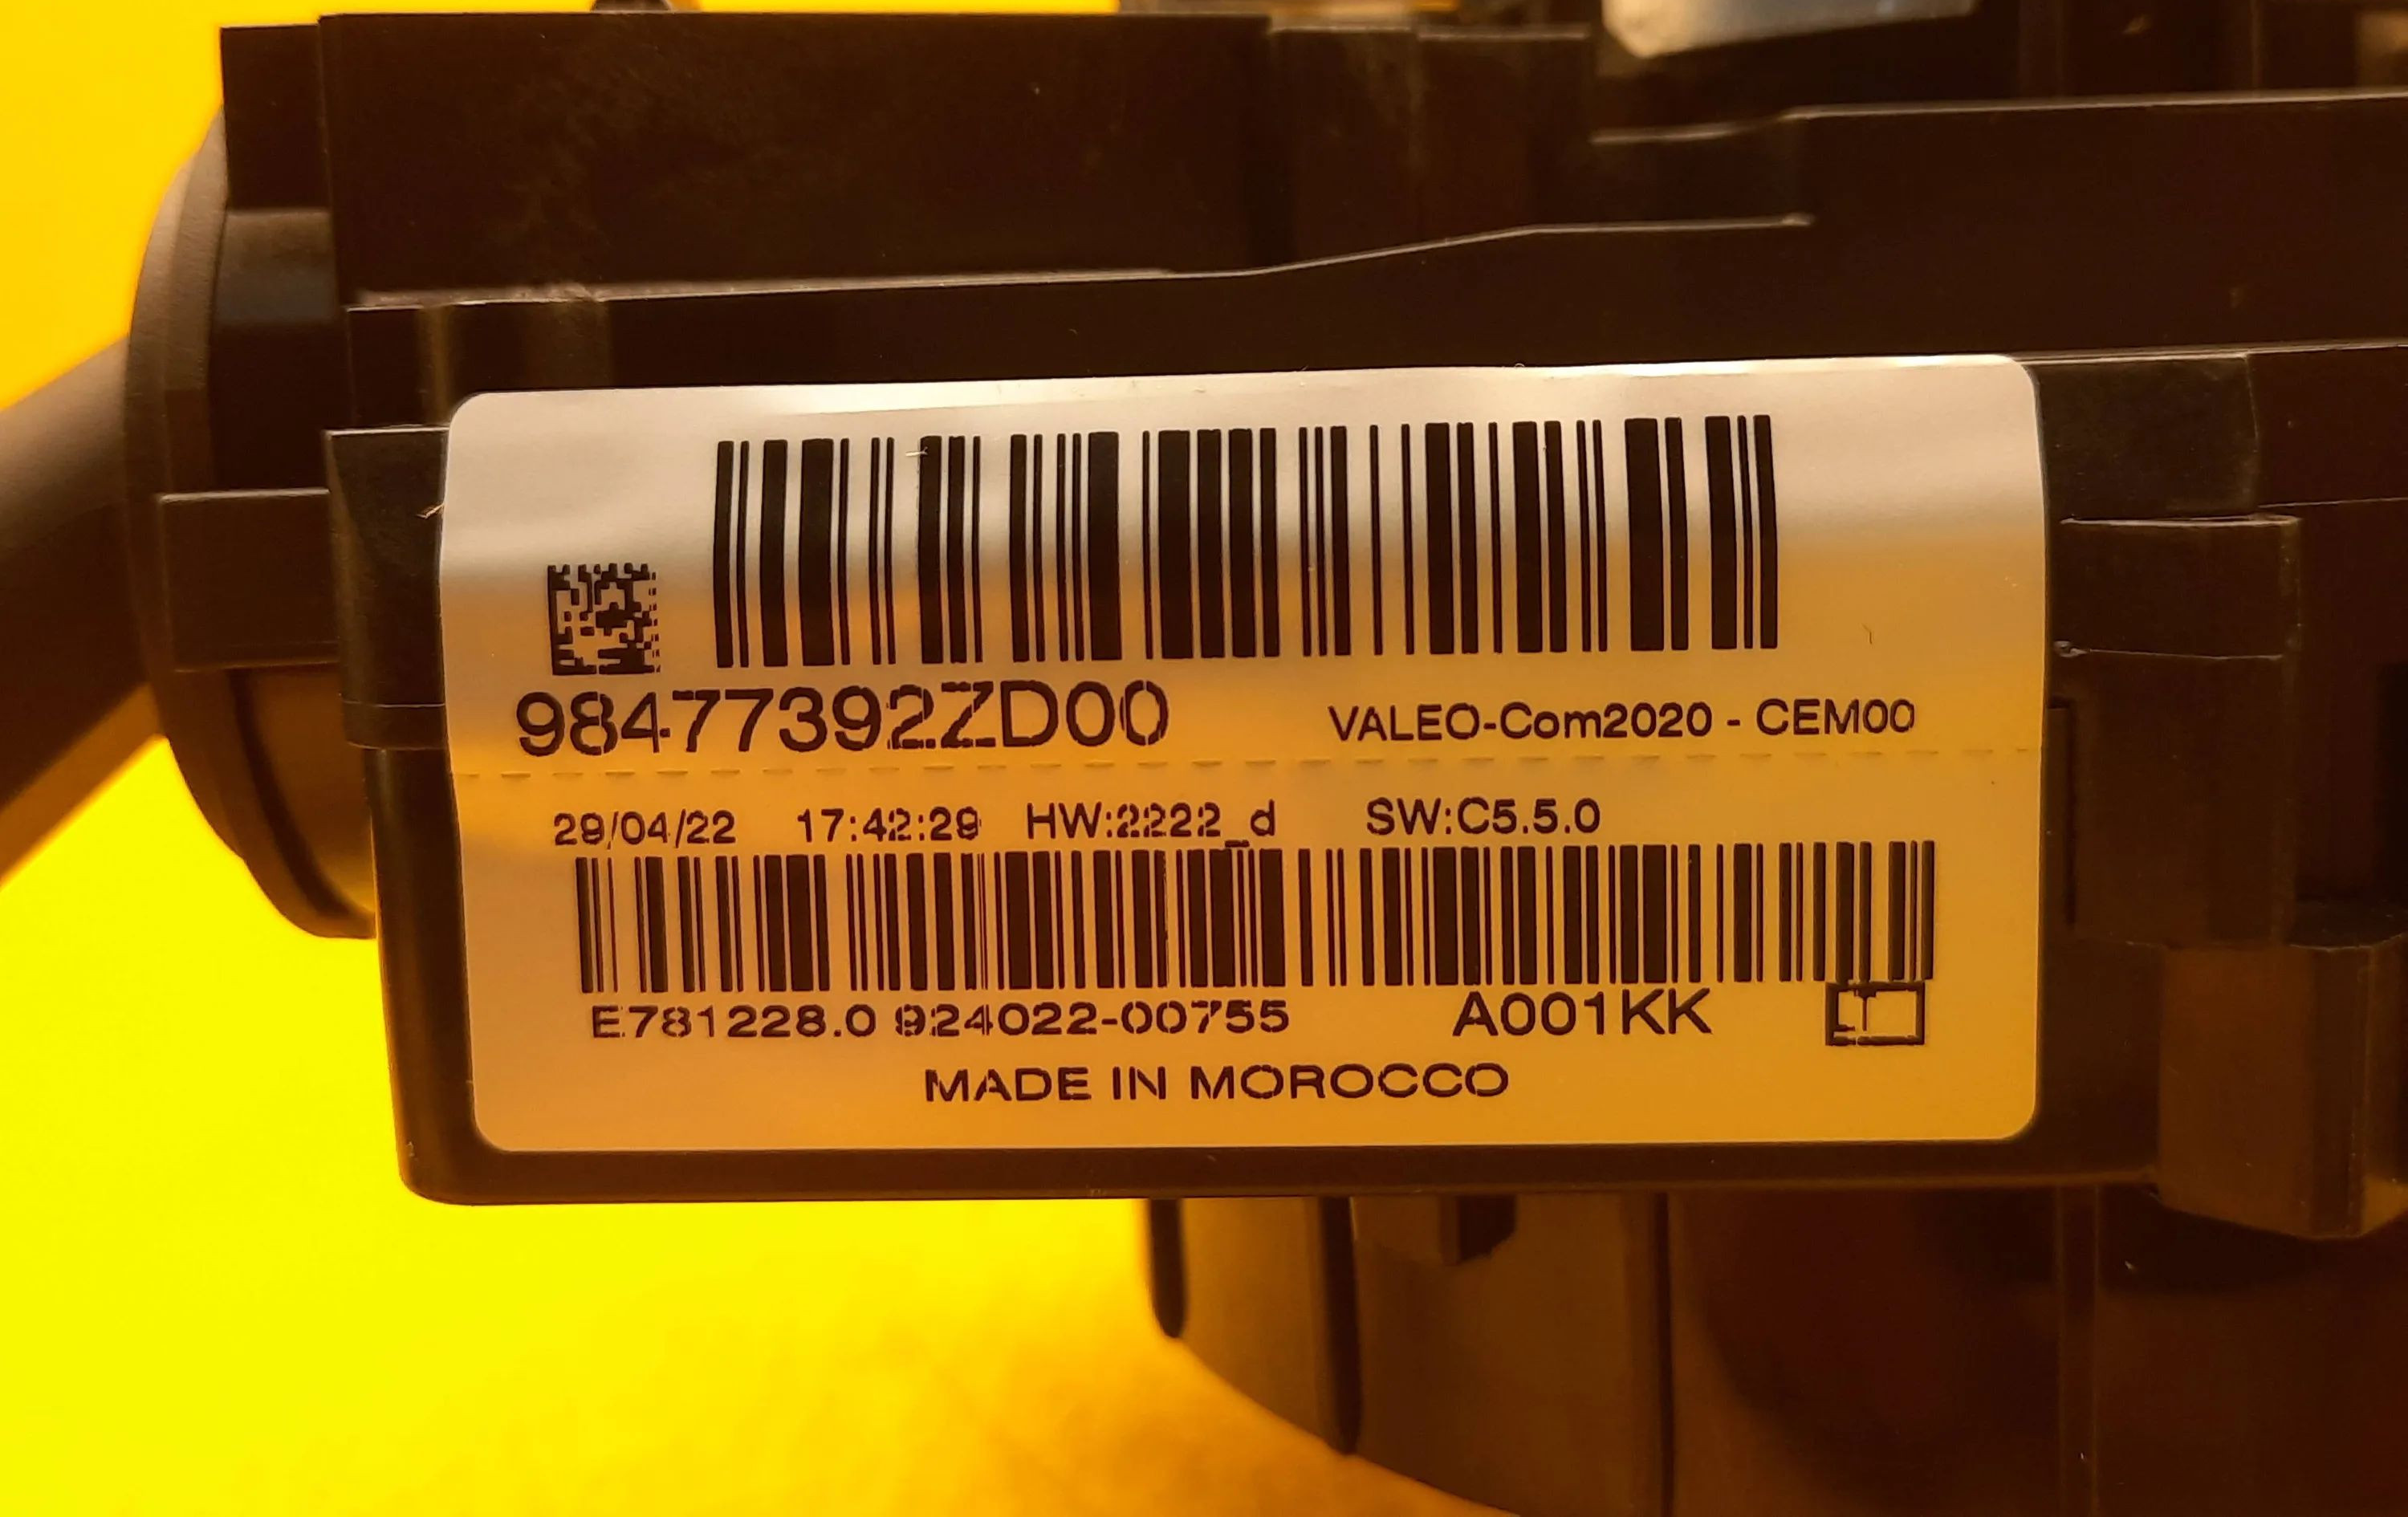 98477392ZD00 VALEO-Com2020 - CEM00
29/04/22 17:42:29 HW:2222_d SW:C5.5.0
E781228.0 924022-00755 A001KK
MADE IN MOROCCO